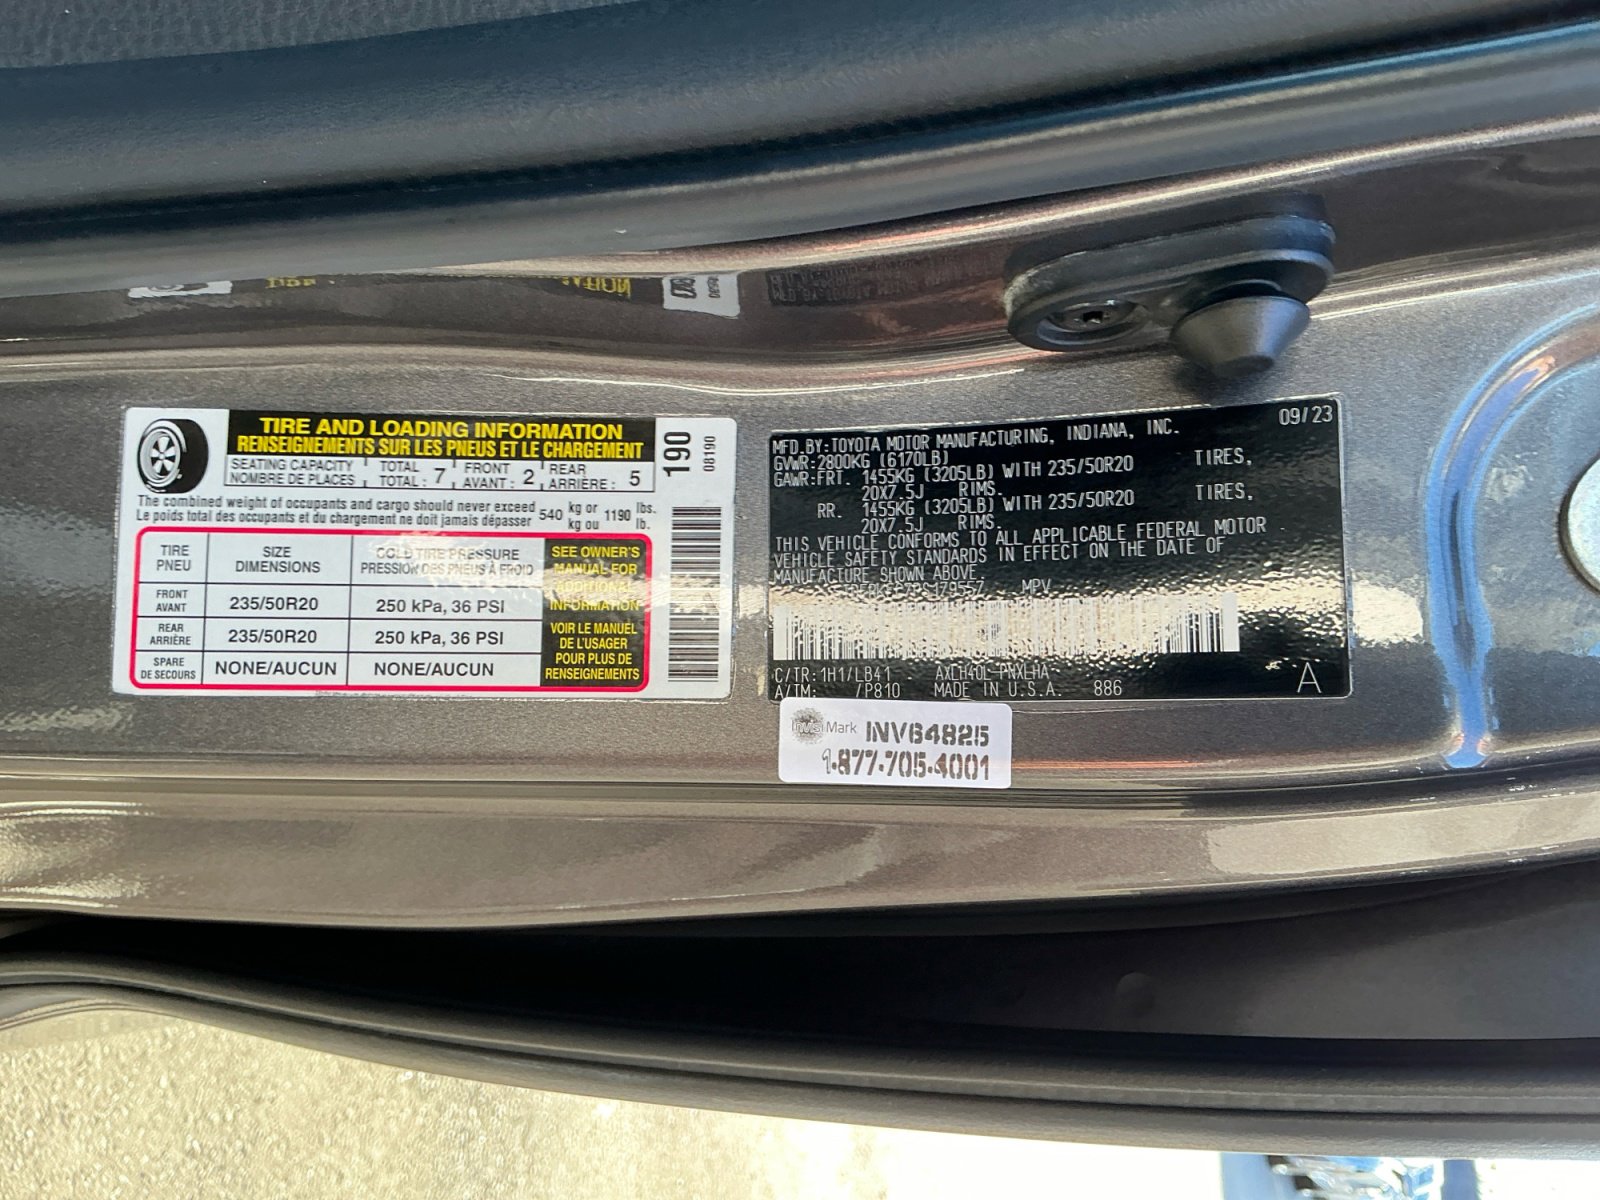 TIRE AND LOADING INFORMATION
RENSEIGNEMENTS SUR LES PNEUS ET LE CHARGEMENT
SEATING CAPACITY TOTAL 7 FRONT 2 REAR 5
NOMBRE DE PLACES TOTAL : AVANT : ARRIÈRE :
The combined weight of occupants and cargo should never exceed 540 kg or 1190 lbs.
Le poids total des occupants et du chargement ne doit jamais dépasser kg ou lb.
TIRE SIZE COLD TIRE PRESSURE
PNEU DIMENSIONS PRESSION DES PNEUS À FROID
FRONT
AVANT 235/50R20 250 kPa, 36 PSI
REAR
ARRIÈRE 235/50R20 250 kPa, 36 PSI
SPARE
DE SECOURS NONE/AUCUN NONE/AUCUN
SEE OWNER'S
MANUAL FOR
ADDITIONAL
INFORMATION
VOIR LE MANUEL
DE L'USAGER
POUR PLUS DE
RENSEIGNEMENTS
190
08190
09/23
MFD.BY:TOYOTA MOTOR MANUFACTURING, INDIANA, INC.
GVWR:2800KG (6170LB)
GAWR:FRT. 1455KG (3205LB) WITH 235/50R20 TIRES,
20X7.5J RIMS.
RR. 1455KG (3205LB) WITH 235/50R20 TIRES,
20X7.5J RIMS.
THIS VEHICLE CONFORMS TO ALL APPLICABLE FEDERAL MOTOR
VEHICLE SAFETY STANDARDS IN EFFECT ON THE DATE OF
MANUFACTURE SHOWN ABOVE.
MPV
C/TR:1H1/LB41 AXLH40L-PNXLHA
A/TM: /P810 MADE IN U.S.A. 886 A
InvisiMark INV64825
1-877-705-4001